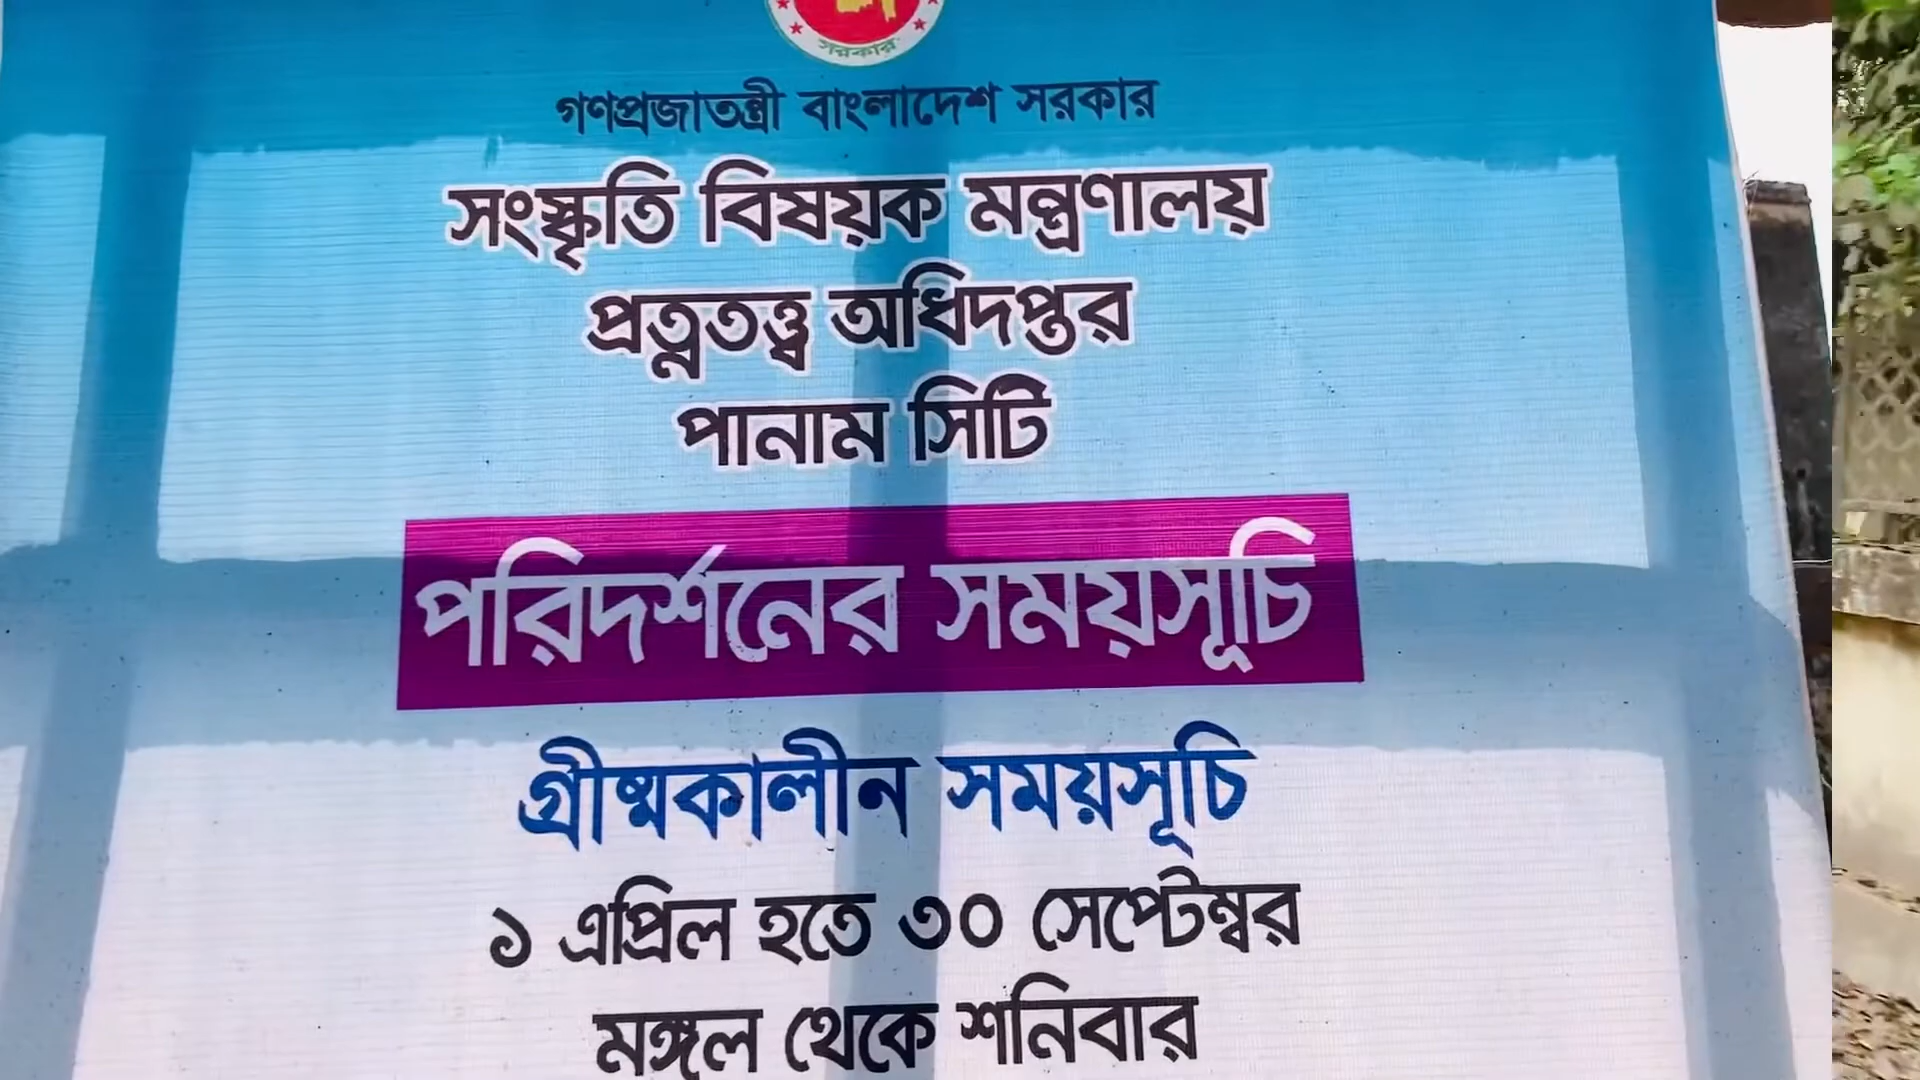 সরকার
গণপ্রজাতন্ত্রী বাংলাদেশ সরকার
সংস্কৃতি বিষয়ক মন্ত্রণালয়
প্রত্নতত্ত্ব অধিদপ্তর
পানাম সিটি
পরিদর্শনের সময়সূচি
গ্রীষ্মকালীন সময়সূচি
১ এপ্রিল হতে ৩০ সেপ্টেম্বর
মঙ্গল থেকে শনিবার